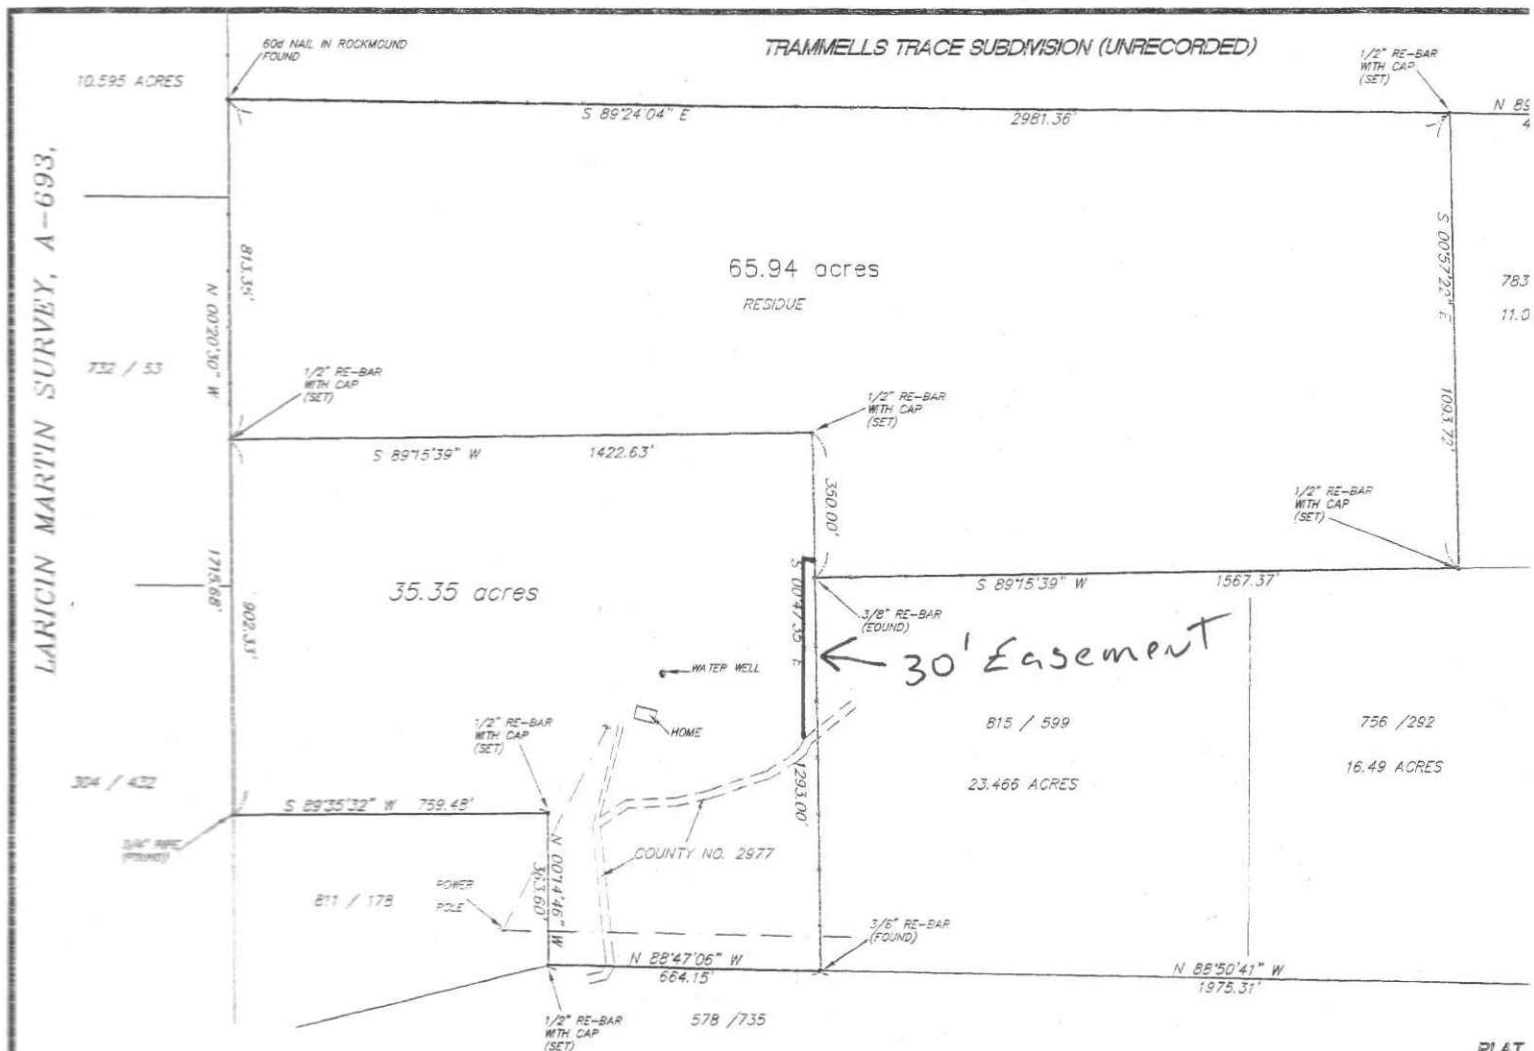 TRAMMELLS TRACE SUBDIVISION (UNRECORDED)
60d NAIL IN ROCKMOUND
FOUND
1/2" RE-BAR
WITH CAP
(SET)
10.595 ACRES
N 89
4
S 89°24'04" E
2981.36'
LARICIN MARTIN SURVEY, A-693,
813.35'
N 00°20'30" W
65.94 acres
RESIDUE
S 00°57'22" E
1093.72'
783
11.0
732 / 53
1/2" RE-BAR
WITH CAP
(SET)
1/2" RE-BAR
WITH CAP
(SET)
S 89°15'39" W
1422.63'
350.00'
1/2" RE-BAR
WITH CAP
(SET)
1715.68'
902.33'
35.35 acres
S 00°47'35" E
S 89°15'39" W
1567.37'
3/8" RE-BAR
(FOUND)
30' Easement
WATER WELL
HOME
1/2" RE-BAR
WITH CAP
(SET)
815 / 599
23.466 ACRES
756 /292
16.49 ACRES
304 / 432
S 89°35'32" W 759.48'
1293.00'
3/4" PIPE
(FOUND)
COUNTY NO. 2977
N 00°14'46" W
363.60'
811 / 178
POWER
POLE
3/6" RE-BAR
(FOUND)
N 88°47'06" W
664.15'
N 88°50'41" W
1975.31'
1/2" RE-BAR
WITH CAP
(SET)
578 /735
PLAT